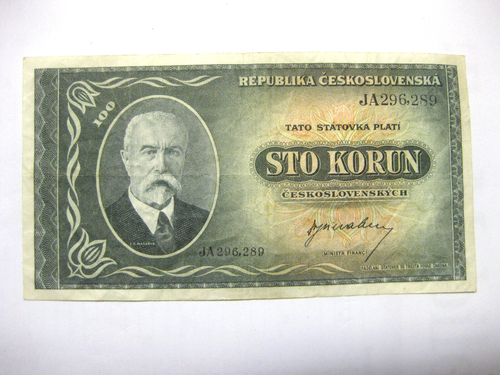 REPUBLIKA ČESKOSLOVENSKÁ
JA296,289
100
TATO STÁTOVKA PLATÍ
STO KORUN
ČESKOSLOVENSKÝCH
JA296,289
MINISTR FINANCÍ